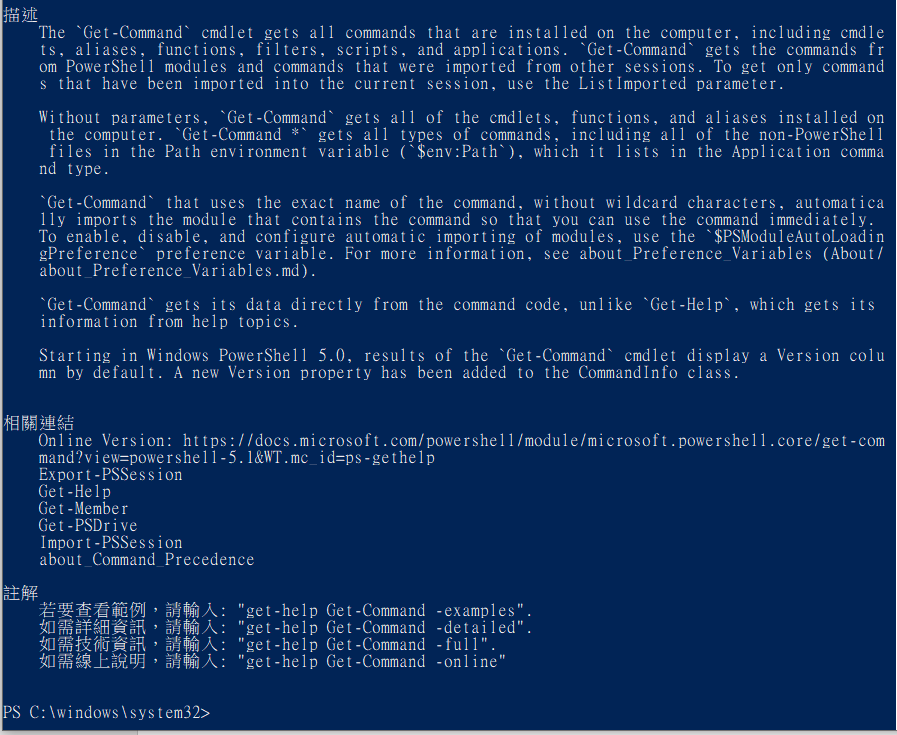 描述
The `Get-Command` cmdlet gets all commands that are installed on the computer, including cmdle
ts, aliases, functions, filters, scripts, and applications. `Get-Command` gets the commands fr
om PowerShell modules and commands that were imported from other sessions. To get only command
s that have been imported into the current session, use the ListImported parameter.
Without parameters, `Get-Command` gets all of the cmdlets, functions, and aliases installed on
the computer. `Get-Command *` gets all types of commands, including all of the non-PowerShell
files in the Path environment variable (`$env:Path`), which it lists in the Application comma
nd type.
`Get-Command` that uses the exact name of the command, without wildcard characters, automatica
lly imports the module that contains the command so that you can use the command immediately.
To enable, disable, and configure automatic importing of modules, use the `$PSModuleAutoLoadin
gPreference` preference variable. For more information, see about_Preference_Variables (About/
about_Preference_Variables.md).
`Get-Command` gets its data directly from the command code, unlike `Get-Help`, which gets its
information from help topics.
Starting in Windows PowerShell 5.0, results of the `Get-Command` cmdlet display a Version colu
mn by default. A new Version property has been added to the CommandInfo class.
相關連結
Online Version: https://docs.microsoft.com/powershell/module/microsoft.powershell.core/get-com
mand?view=powershell-5.1&WT.mc_id=ps-gethelp
Export-PSSession
Get-Help
Get-Member
Get-PSDrive
Import-PSSession
about_Command_Precedence
註解
若要查看範例，請輸入: "get-help Get-Command -examples".
如需詳細資訊，請輸入: "get-help Get-Command -detailed".
如需技術資訊，請輸入: "get-help Get-Command -full".
如需線上說明，請輸入: "get-help Get-Command -online"
PS C:\windows\system32>